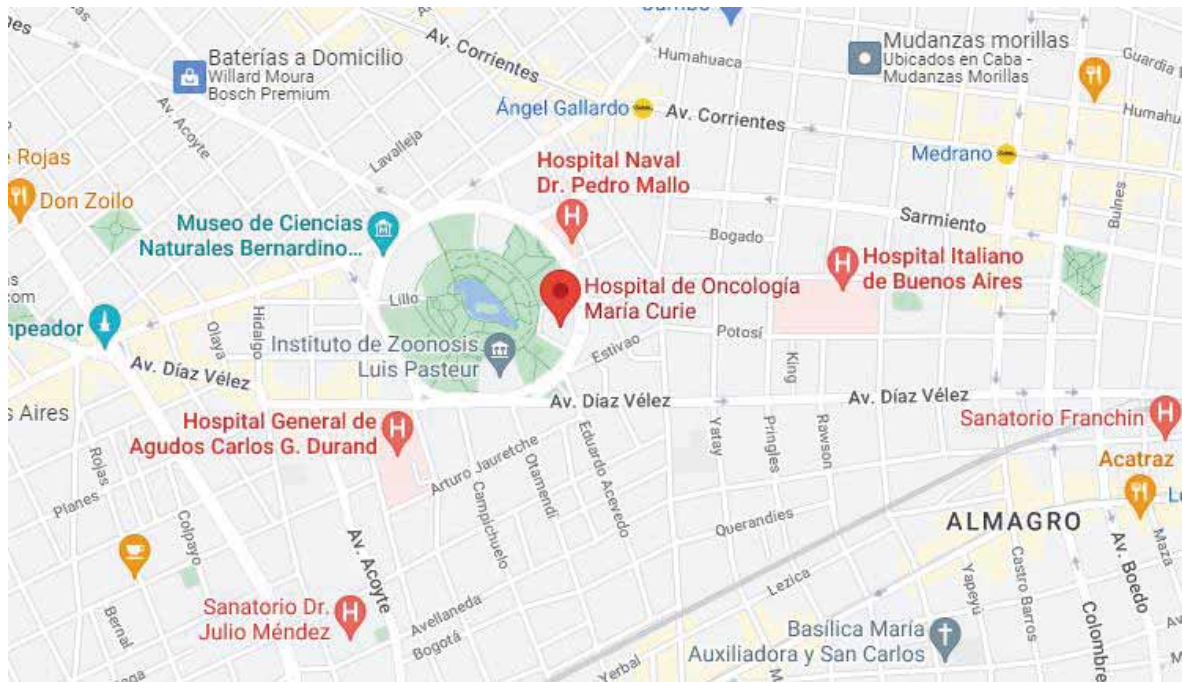 Av. Corrientes
Humahuaca
Mudanzas morillas
Ubicados en Caba -
Mudanzas Morillas
Baterías a Domicilio
Willard Moura
Bosch Premium
Av. Acoyte
Lavalleja
Ángel Gallardo
Av. Corrientes
Medrano
Rojas
Don Zoilo
Hospital Naval
Dr. Pedro Mallo
Museo de Ciencias
Naturales Bernardino...
Sarmiento
Bulnes
Bogado
Hospital Italiano
de Buenos Aires
Hospital de Oncología
María Curie
Lillo
Potosí
Estivao
Instituto de Zoonosis
Luis Pasteur
Olaya
Hidalgo
King
Av. Díaz Vélez
Av. Díaz Vélez
Av. Díaz Vélez
s Aires
Hospital General de
Agudos Carlos G. Durand
Sanatorio Franchin
Yatay
Pringles
Rawson
Eduardo Acevedo
Otamendi
Arturo Jauretche
Campichuelo
Rojas
Planes
Colpayo
Acatraz
Querandíes
ALMAGRO
Av. Acoyte
Av. Boedo
Maza
Lezica
Yapeyú
Castro Barros
Colombre
Sanatorio Dr.
Julio Méndez
Avellaneda
Bogotá
Bernal
Basílica María
Auxiliadora y San Carlos
Yerbal